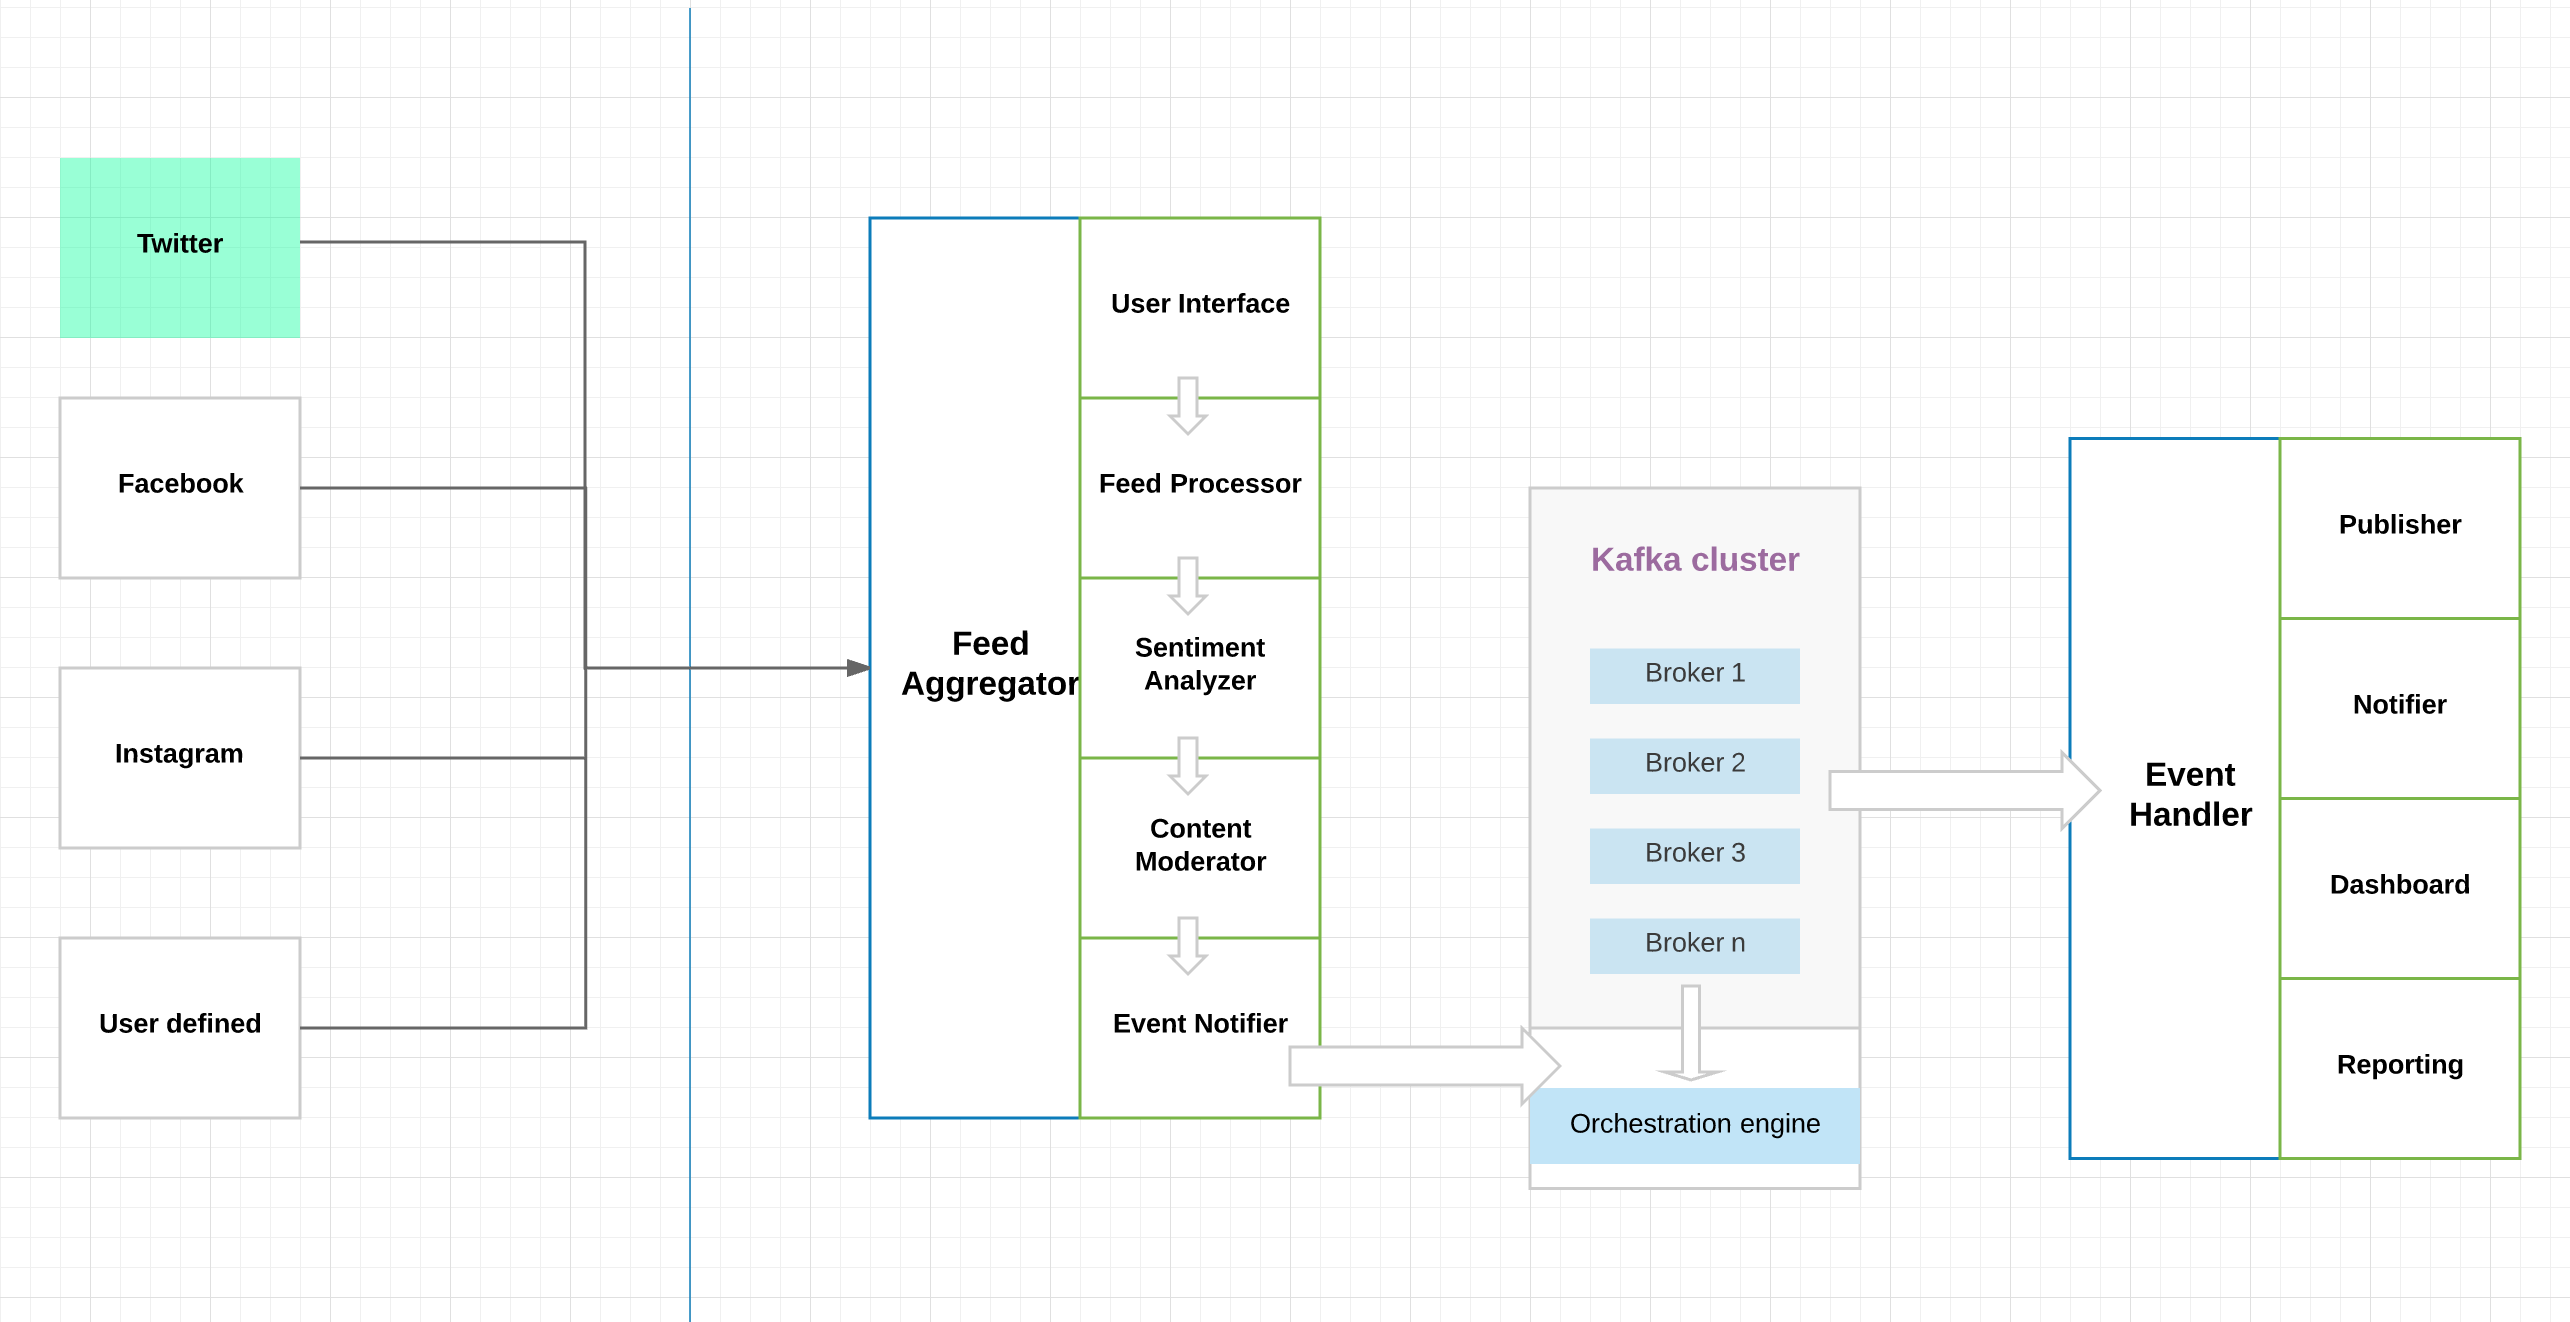 Twitter
Facebook
Instagram
User defined
Feed
Aggregator
User Interface
Feed Processor
Sentiment
Analyzer
Content
Moderator
Event Notifier
Kafka cluster
Broker 1
Broker 2
Broker 3
Broker n
Orchestration engine
Event
Handler
Publisher
Notifier
Dashboard
Reporting